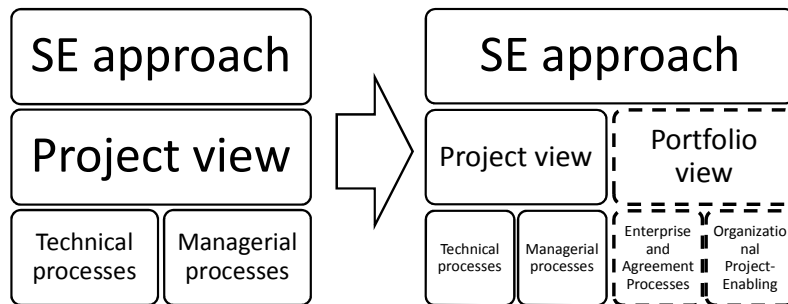 SE approach
Project view
Technical
processes
Managerial
processes
SE approach
Project view
Portfolio
view
Technical
processes
Managerial
processes
Enterprise
and
Agreement
Processes
Organizatio
nal
Project-
Enabling